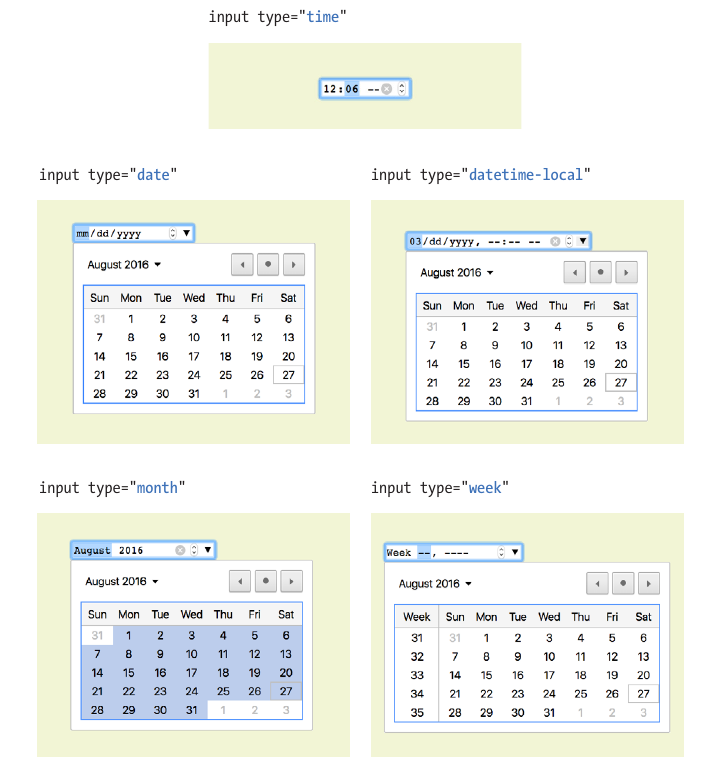 input type="time"
12:06 --
input type="date"
mm/dd/yyyy
August 2016
Sun Mon Tue Wed Thu Fri Sat
31 1 2 3 4 5 6
7 8 9 10 11 12 13
14 15 16 17 18 19 20
21 22 23 24 25 26 27
28 29 30 31 1 2 3
input type="datetime-local"
03/dd/yyyy, --:-- --
August 2016
Sun Mon Tue Wed Thu Fri Sat
31 1 2 3 4 5 6
7 8 9 10 11 12 13
14 15 16 17 18 19 20
21 22 23 24 25 26 27
28 29 30 31 1 2 3
input type="month"
August 2016
August 2016
Sun Mon Tue Wed Thu Fri Sat
31 1 2 3 4 5 6
7 8 9 10 11 12 13
14 15 16 17 18 19 20
21 22 23 24 25 26 27
28 29 30 31 1 2 3
input type="week"
Week --, ----
August 2016
Week Sun Mon Tue Wed Thu Fri Sat
31 31 1 2 3 4 5 6
32 7 8 9 10 11 12 13
33 14 15 16 17 18 19 20
34 21 22 23 24 25 26 27
35 28 29 30 31 1 2 3